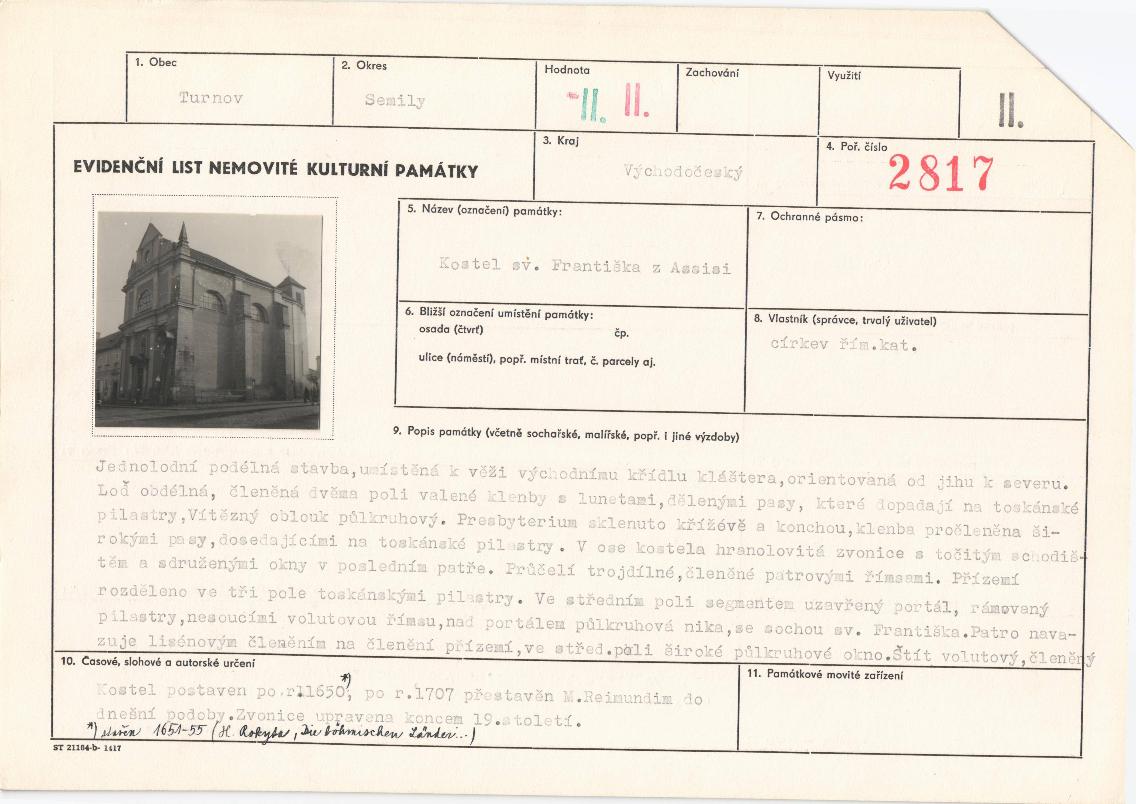 1. Obec
Turnov
2. Okres
Semily
Hodnota
II. II.
Zachování
Využití
II.
EVIDENČNÍ LIST NEMOVITÉ KULTURNÍ PAMÁTKY
3. Kraj
Východočeský
4. Poř. číslo
2817
5. Název (označení) památky:
Kostel sv. Františka z Assisi
7. Ochranné pásmo:
6. Bližší označení umístění památky:
osada (čtvrť) čp.
ulice (náměstí), popř. místní trať, č. parcely aj.
8. Vlastník (správce, trvalý uživatel)
církev řím.kat.
9. Popis památky (včetně sochařské, malířské, popř. i jiné výzdoby)
Jednolodní podélná stavba,umístěná k věži východnímu křídlu kláštera,orientovaná od jihu k severu.
Loď obdélná, členěná dvěma poli valené klenby s lunetami,dělenými pasy, které dopadají na toskánské
pilastry,Vítězný oblouk půlkruhový. Presbyterium sklenuto křížově a konchou,klenba pročleněna ši-
rokými pasy,dosedajícími na toskánské pilastry. V ose kostela hranolovitá zvonice s točitým schodiš-
těm a sdruženými okny v posledním patře. Průčelí trojdílné,členěné patrovými římsami. Přízemí
rozděleno ve tři pole toskánskými pilastry. Ve středním poli segmentem uzavřený portál, rámovaný
pilastry,nesoucími volutovou římsu,nad portálem půlkruhová nika,se sochou sv. Františka.Patro nava-
zuje lisénovým členěním na členění přízemí,ve střed.poli široké půlkruhové okno.Štít volutový,členěný
10. Časové, slohové a autorské určení
Kostel postaven po r.1650*), po r.1707 přestavěn M.Reimundim do
dnešní podoby.Zvonice upravena koncem 19.století.
*) stavěn 1651-55 (H. Rokyta, Die böhmischen Länder...)
11. Památkové movité zařízení
ST 21164-b- 1417